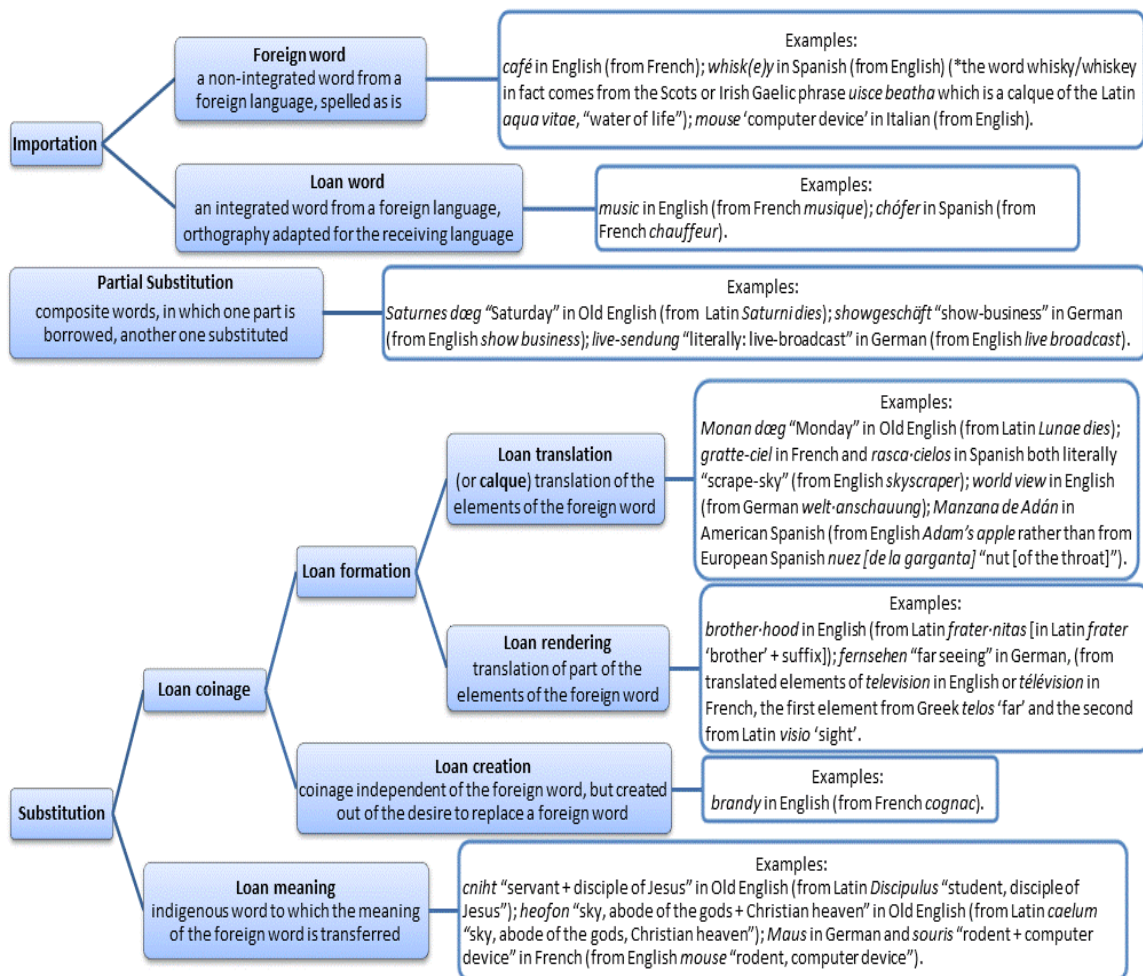 Foreign word
a non-integrated word from a
foreign language, spelled as is
Examples:
café in English (from French); whisk(e)y in Spanish (from English) (*the word whisky/whiskey
in fact comes from the Scots or Irish Gaelic phrase uisce beatha which is a calque of the Latin
aqua vitae, “water of life”); mouse ‘computer device’ in Italian (from English).
Importation
Loan word
an integrated word from a foreign language,
orthography adapted for the receiving language
Examples:
music in English (from French musique); chófer in Spanish (from
French chauffeur).
Partial Substitution
composite words, in which one part is
borrowed, another one substituted
Examples:
Saturnes dæg “Saturday” in Old English (from Latin Saturni dies); showgeschäft “show-business” in German
(from English show business); live-sendung “literally: live-broadcast” in German (from English live broadcast).
Loan translation
(or calque) translation of the
elements of the foreign word
Examples:
Monan dæg “Monday” in Old English (from Latin Lunae dies);
gratte-ciel in French and rasca·cielos in Spanish both literally
“scrape-sky” (from English skyscraper); world view in English
(from German welt·anschauung); Manzana de Adán in
American Spanish (from English Adam’s apple rather than from
European Spanish nuez [de la garganta] “nut [of the throat]”).
Loan formation
Loan rendering
translation of part of the
elements of the foreign word
Examples:
brother·hood in English (from Latin frater·nitas [in Latin frater
‘brother’ + suffix]); fernsehen “far seeing” in German, (from
translated elements of television in English or télévision in
French, the first element from Greek telos ‘far’ and the second
from Latin visio ‘sight’.
Loan coinage
Loan creation
coinage independent of the foreign word, but created
out of the desire to replace a foreign word
Examples:
brandy in English (from French cognac).
Substitution
Loan meaning
indigenous word to which the meaning
of the foreign word is transferred
Examples:
cniht “servant + disciple of Jesus” in Old English (from Latin Discipulus “student, disciple of
Jesus”); heofon “sky, abode of the gods + Christian heaven” in Old English (from Latin caelum
“sky, abode of the gods, Christian heaven”); Maus in German and souris “rodent + computer
device” in French (from English mouse “rodent, computer device”).